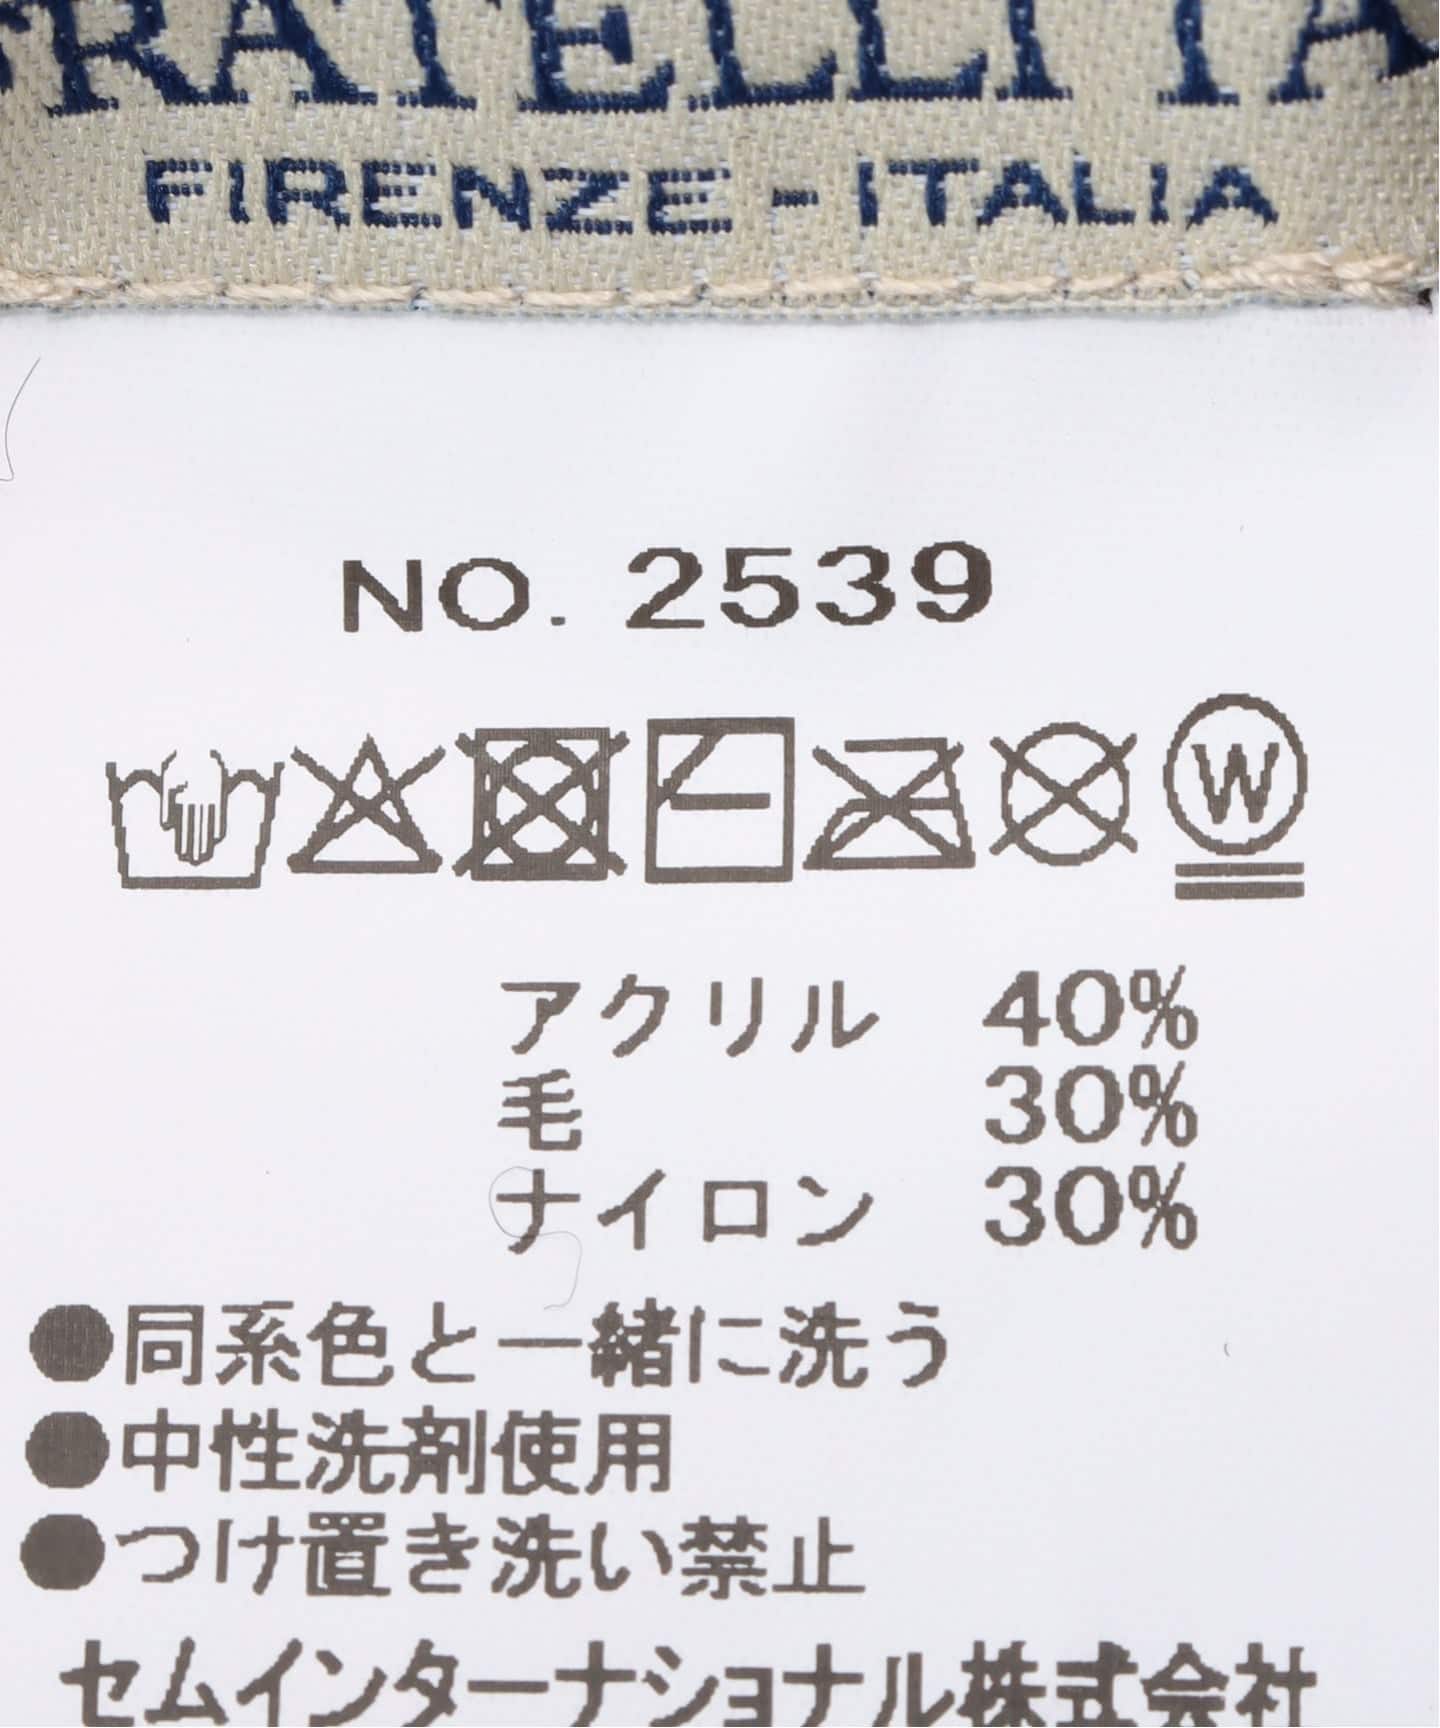 FRATELLI TA
FIRENZE - ITALIA
NO. 2539
W
アクリル 40%
毛 30%
ナイロン 30%
●同系色と一緒に洗う
●中性洗剤使用
●つけ置き洗い禁止
セムインターナショナル株式会社